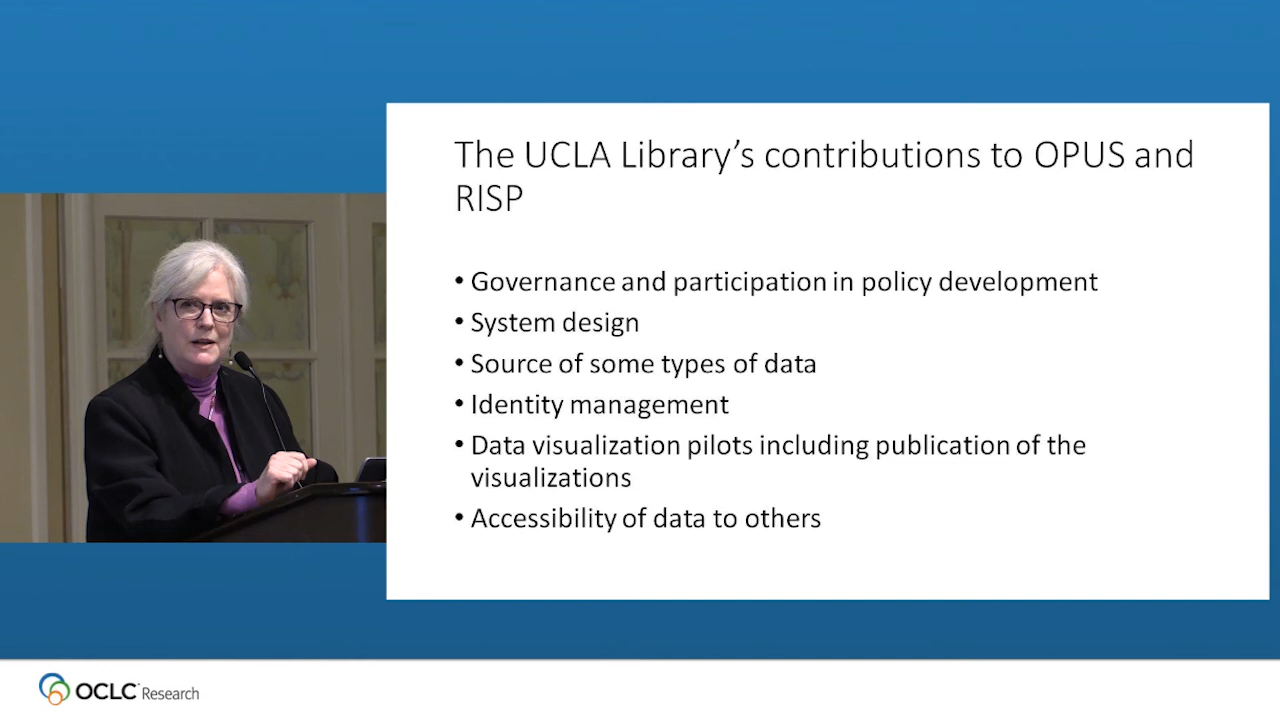 The UCLA Library’s contributions to OPUS and
RISP
• Governance and participation in policy development
• System design
• Source of some types of data
• Identity management
• Data visualization pilots including publication of the
visualizations
• Accessibility of data to others
OCLC Research